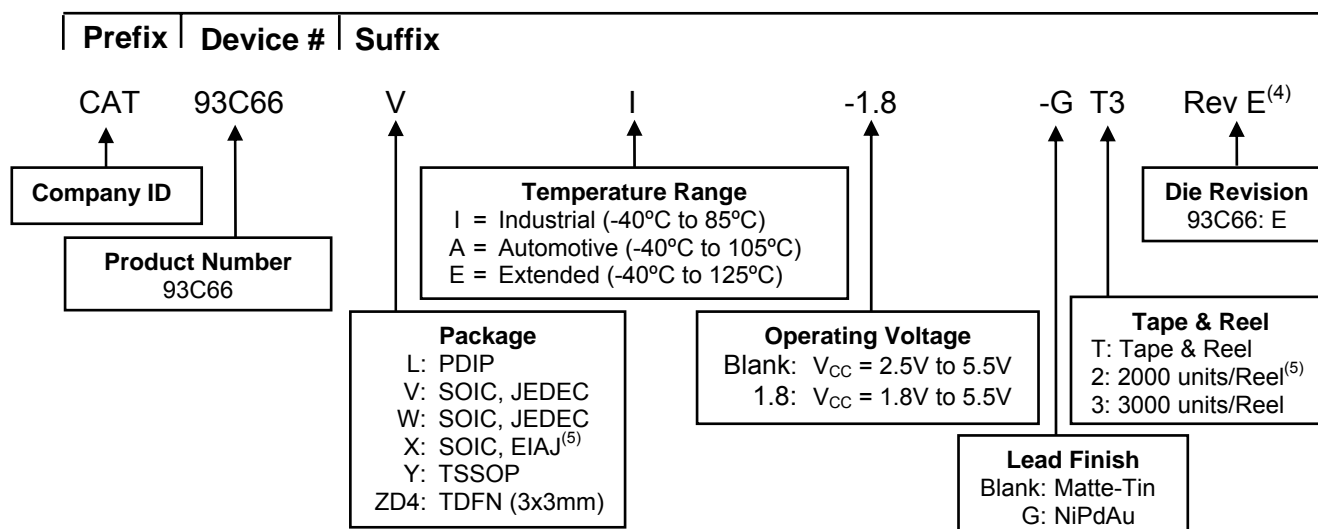 Prefix Device # Suffix
CAT 93C66 V I -1.8 -G T3 Rev E(4)
Company ID
Product Number
93C66
Temperature Range
I = Industrial (-40ºC to 85ºC)
A = Automotive (-40ºC to 105ºC)
E = Extended (-40ºC to 125ºC)
Die Revision
93C66: E
Package
L: PDIP
V: SOIC, JEDEC
W: SOIC, JEDEC
X: SOIC, EIAJ(5)
Y: TSSOP
ZD4: TDFN (3x3mm)
Operating Voltage
Blank: VCC = 2.5V to 5.5V
1.8: VCC = 1.8V to 5.5V
Tape & Reel
T: Tape & Reel
2: 2000 units/Reel(5)
3: 3000 units/Reel
Lead Finish
Blank: Matte-Tin
G: NiPdAu